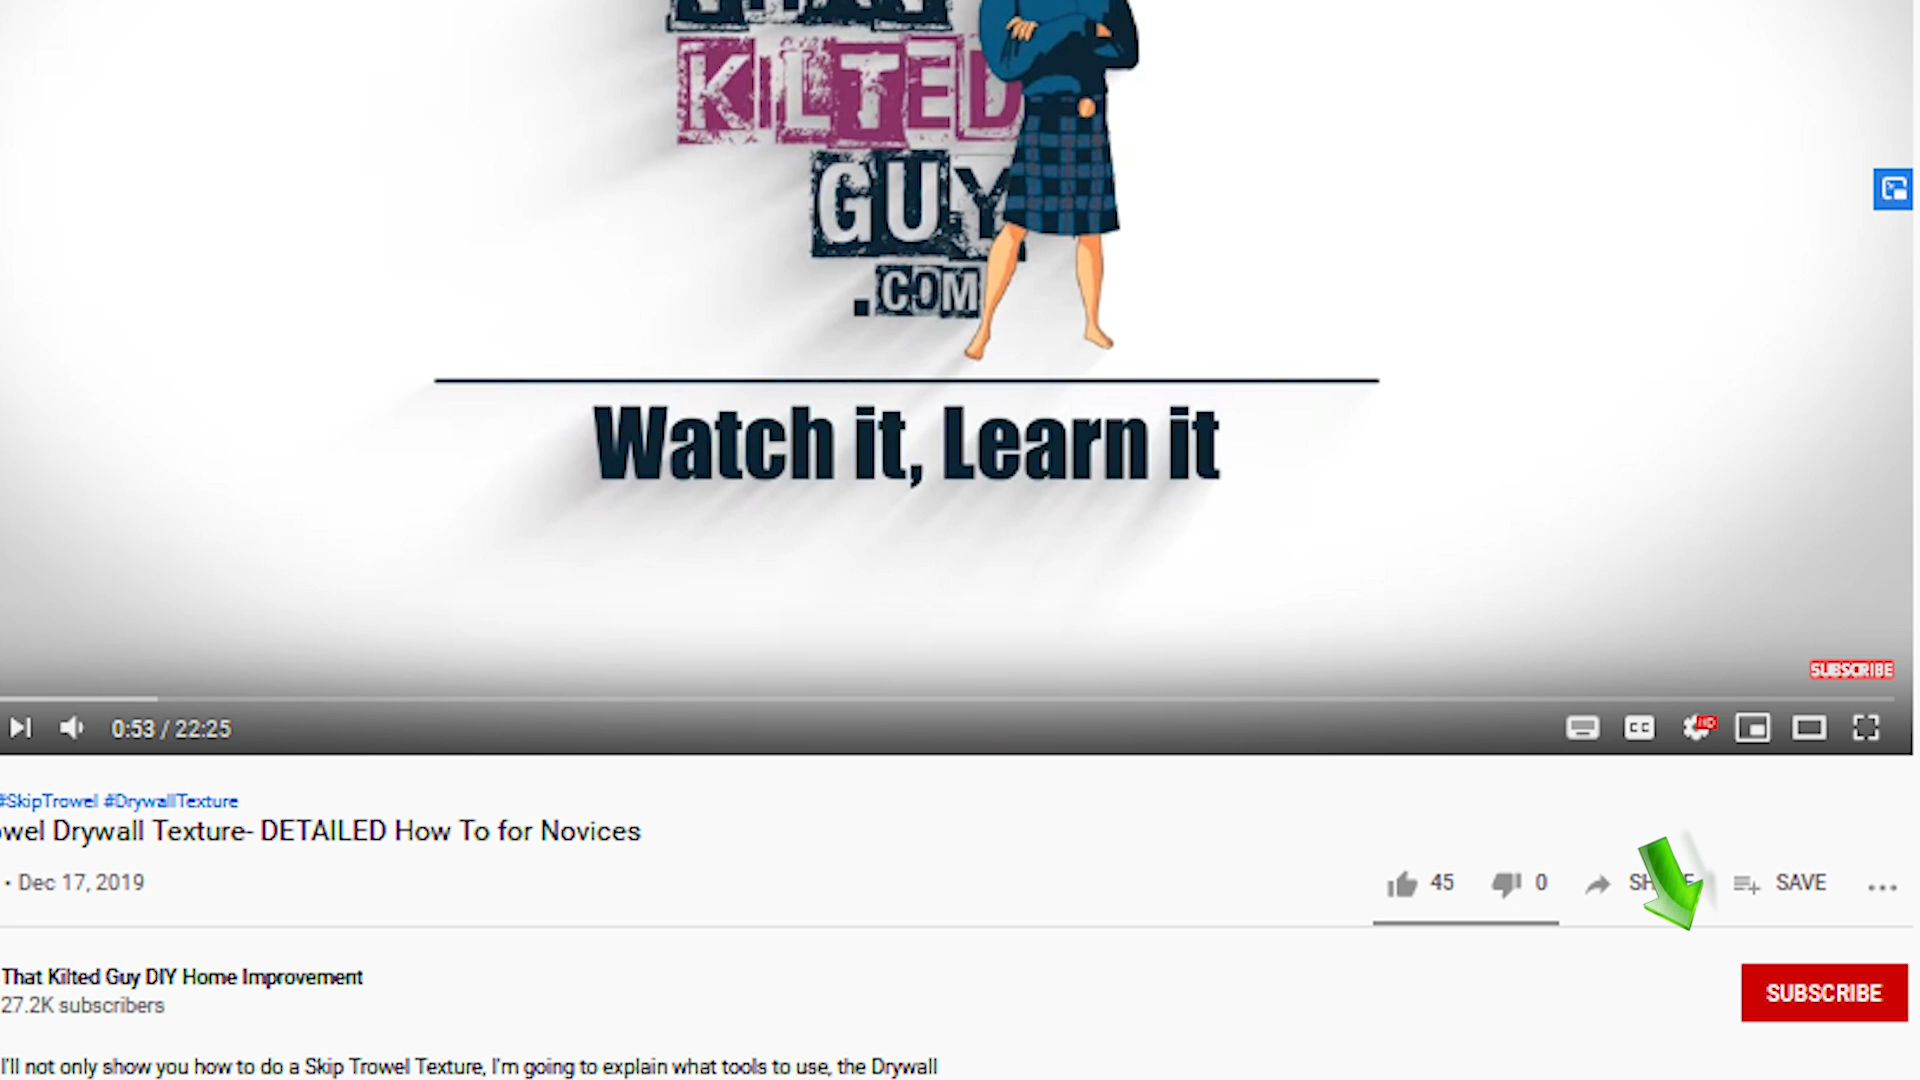 KILTED
GUY
.COM
Watch it, Learn it
SUBSCRIBE
0:53 / 22:25
CC
HD
#SkipTrowel #DrywallTexture
owel Drywall Texture- DETAILED How To for Novices
• Dec 17, 2019
45
0
SAVE
That Kilted Guy DIY Home Improvement
27.2K subscribers
SUBSCRIBE
I'll not only show you how to do a Skip Trowel Texture, I'm going to explain what tools to use, the Drywall